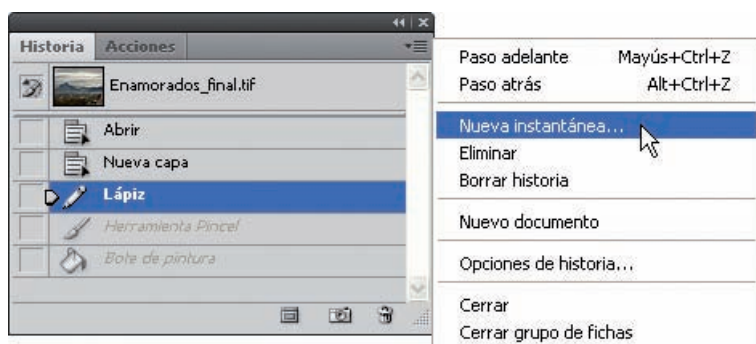 Historia Acciones
Enamorados_final.tif
Abrir
Nueva capa
Lápiz
Herramienta Pincel
Bote de pintura
Paso adelante Mayús+Ctrl+Z
Paso atrás Alt+Ctrl+Z
Nueva instantánea...
Eliminar
Borrar historia
Nuevo documento
Opciones de historia...
Cerrar
Cerrar grupo de fichas